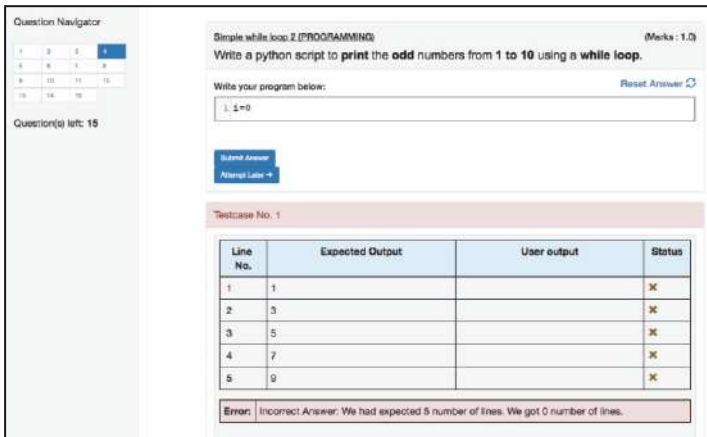 Question Navigator
1 2 3 4
5 6 7 8
9 10 11 12
13 14 15
Question(s) left: 15
Simple while loop 2 (PROGRAMMING) (Marks : 1.0)
Write a python script to print the odd numbers from 1 to 10 using a while loop.
Write your program below: Reset Answer
1 i=0
Submit Answer
Attempt Later →
Testcase No. 1
Line No. Expected Output User output Status
1 1 ✖
2 3 ✖
3 5 ✖
4 7 ✖
5 9 ✖
Error: Incorrect Answer: We had expected 5 number of lines. We got 0 number of lines.